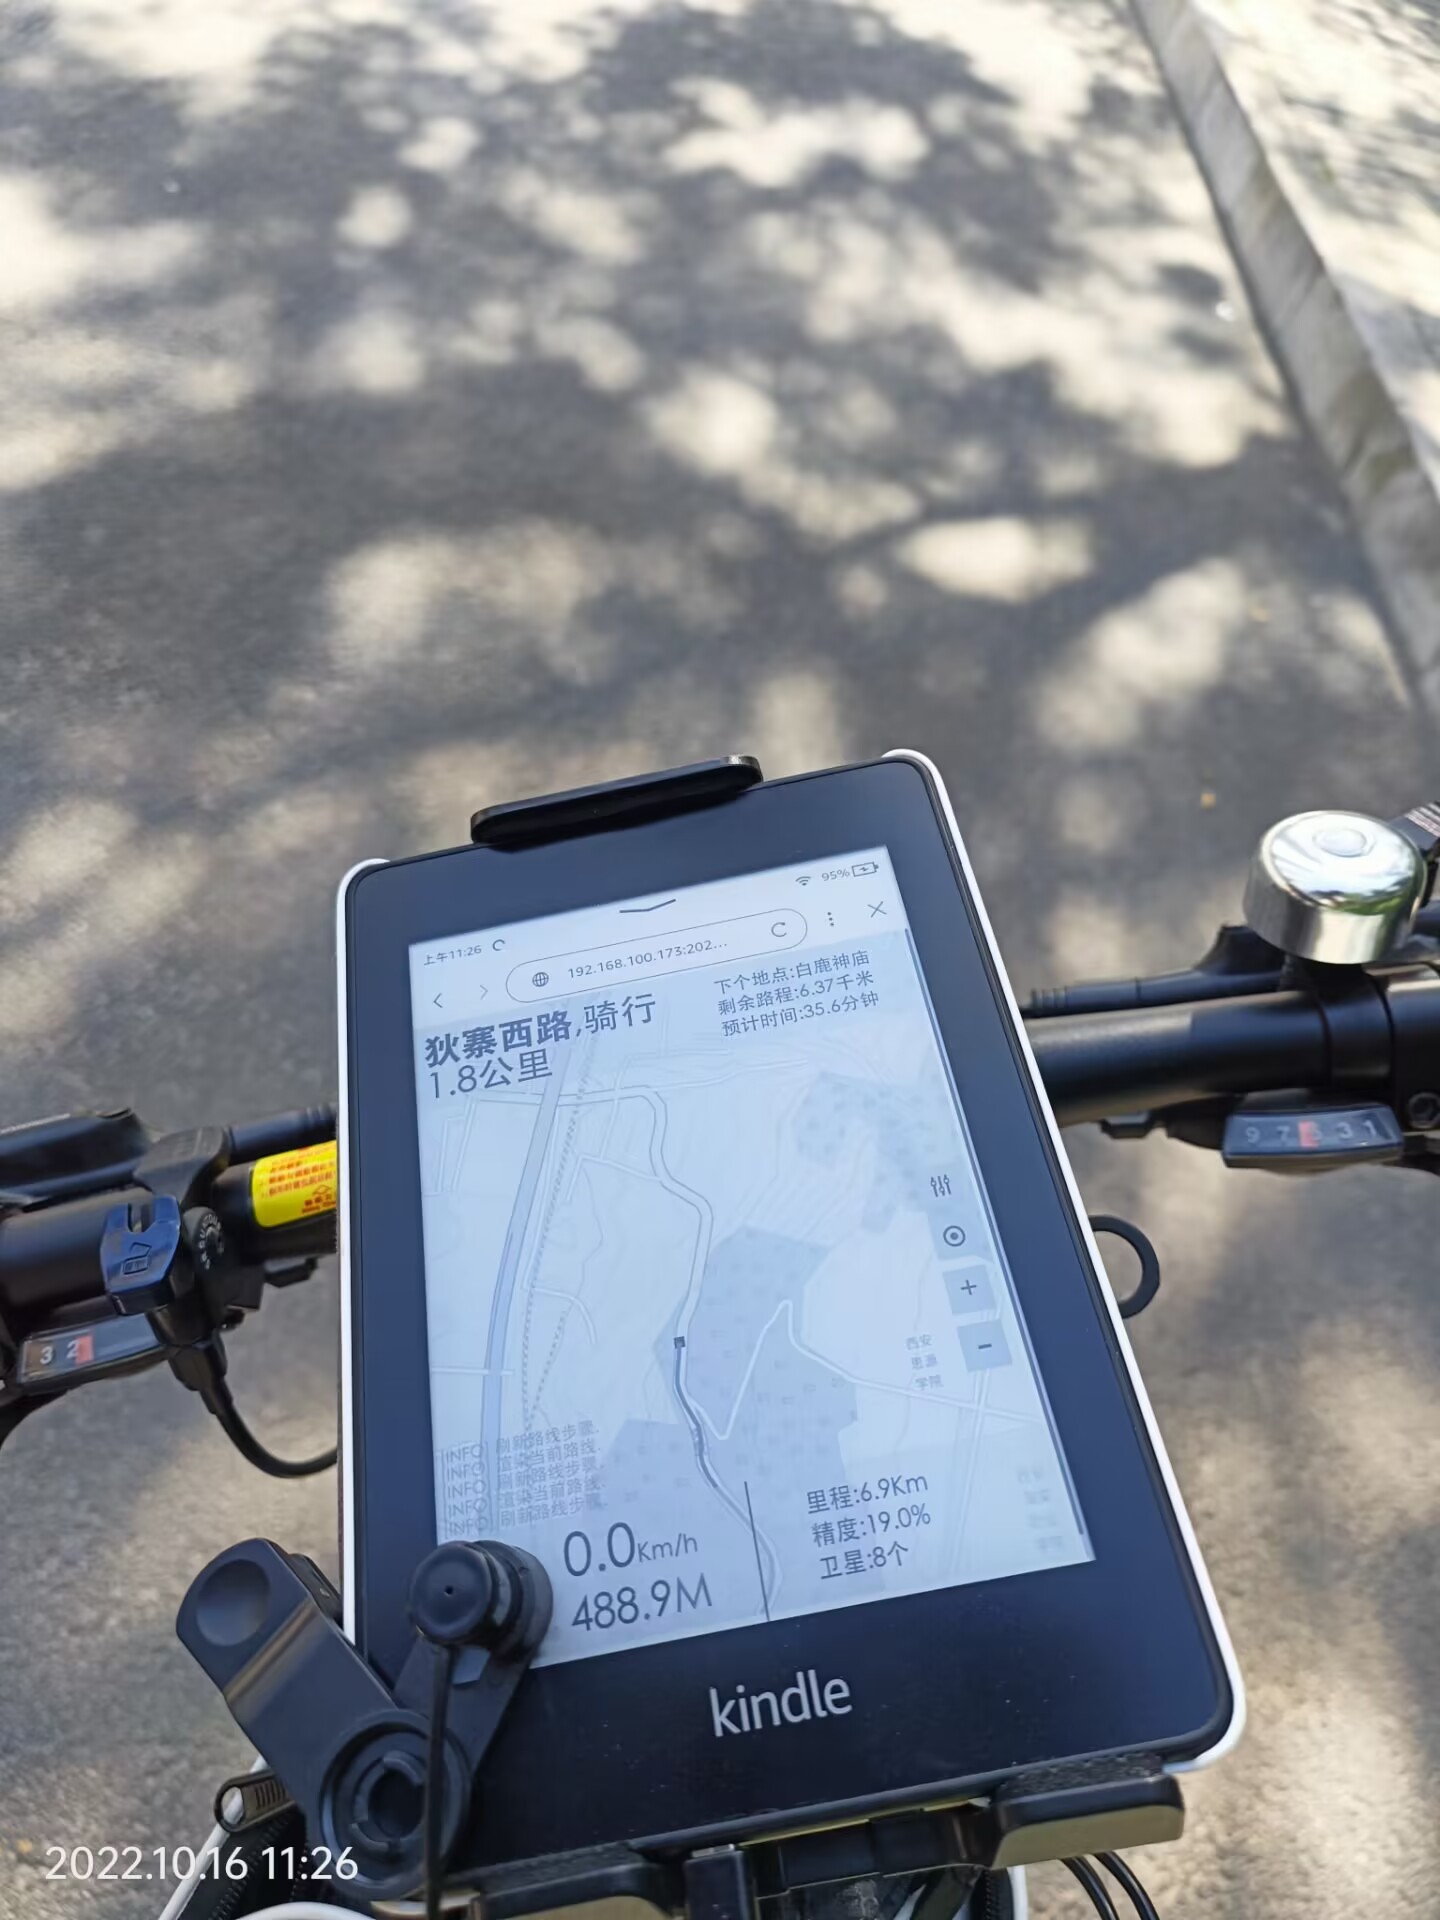 上午11:26
95%
192.168.100.173:202...
狄寨西路,骑行
1.8公里
下个地点:白鹿神庙
剩余路程:6.37千米
预计时间:35.6分钟
西安
思源
学院
[INFO] 刷新路线步骤.
[INFO] 渲染当前路线.
[INFO] 刷新路线步骤.
[INFO] 渲染当前路线.
[INFO] 刷新路线步骤.
0.0Km/h
488.9M
里程:6.9Km
精度:19.0%
卫星:8个
kindle
3 2
9 7 5 3 1
2022.10.16 11:26